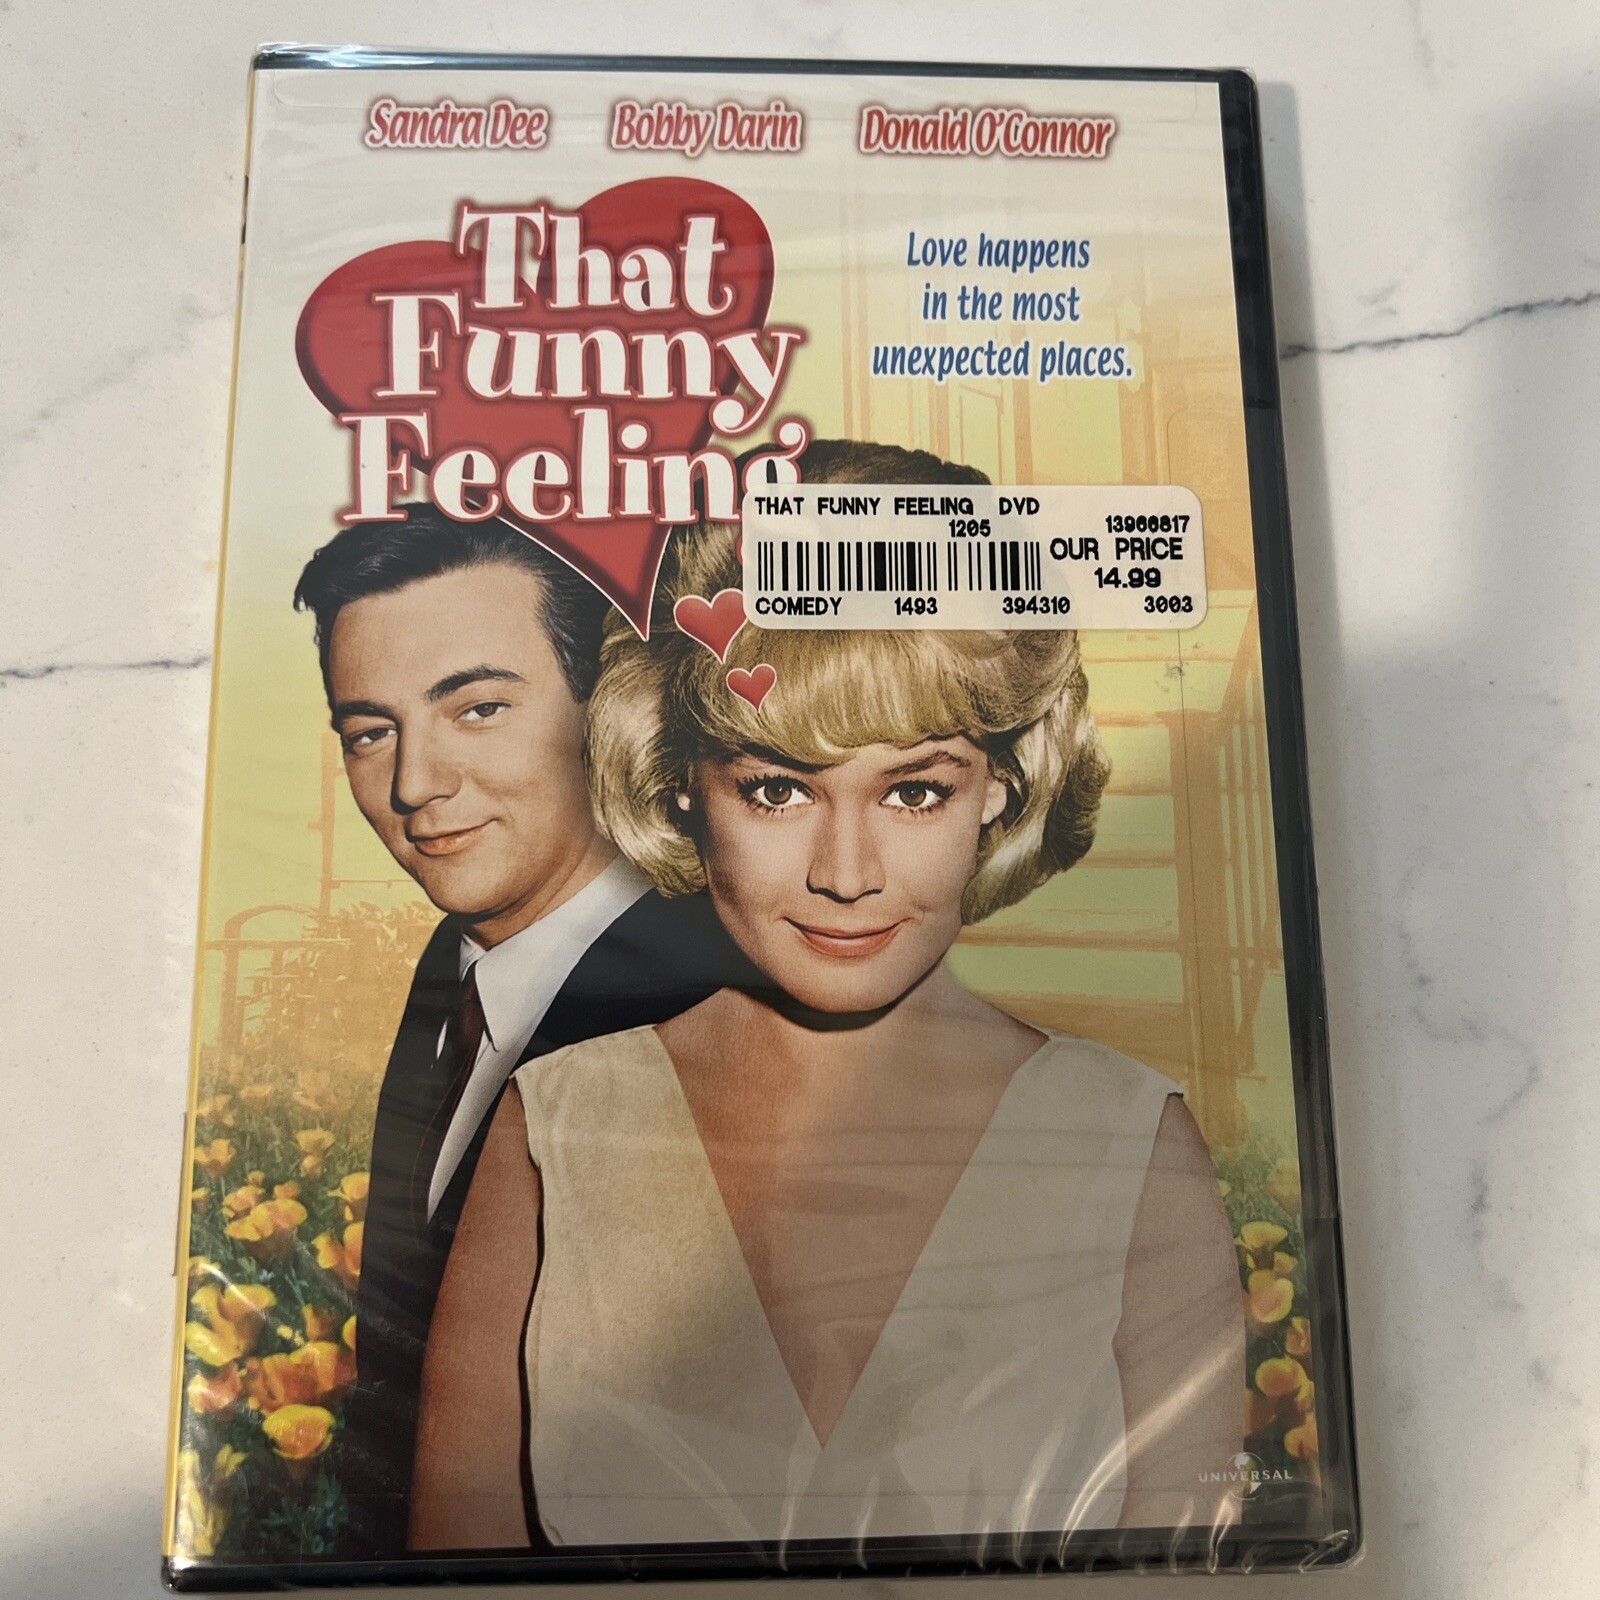 Sandra Dee Bobby Darin Donald O'Connor
That
Funny
Feeling
Love happens
in the most
unexpected places.
THAT FUNNY FEELING DVD
1205 13966817
OUR PRICE
14.99
COMEDY 1493 394310 3003
UNIVERSAL